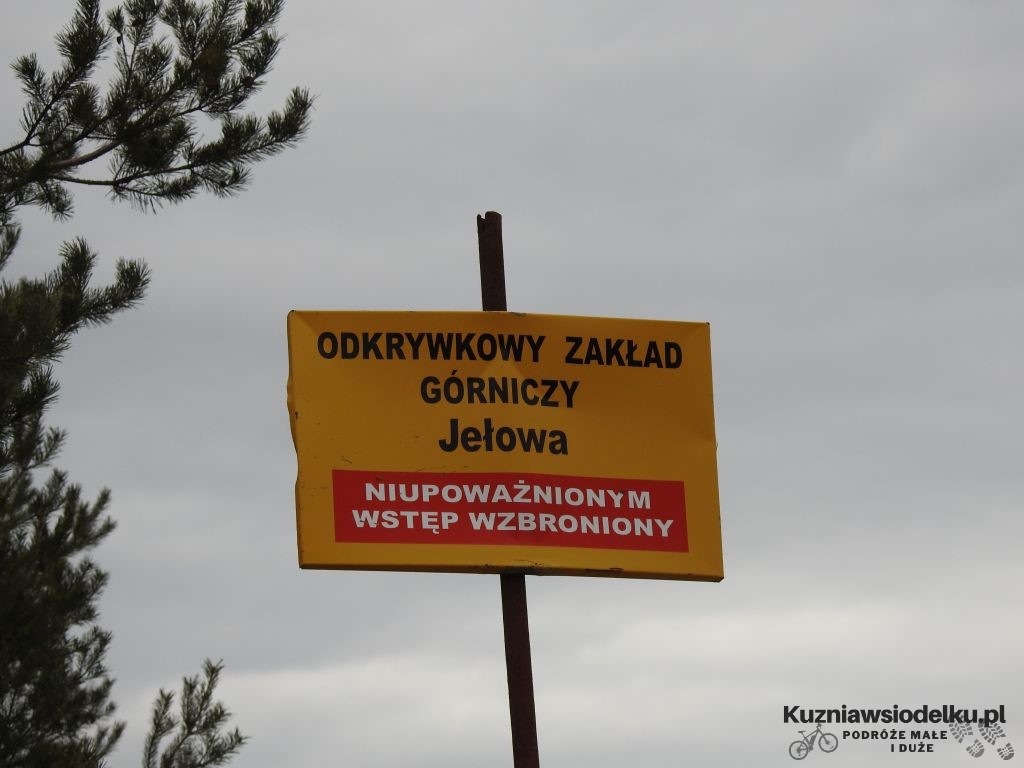 ODKRYWKOWY ZAKŁAD
GÓRNICZY
Jełowa
NIUPOWAŻNIONYM
WSTĘP WZBRONIONY
Kuzniawsiodelku.pl
PODRÓŻE MAŁE
I DUŻE